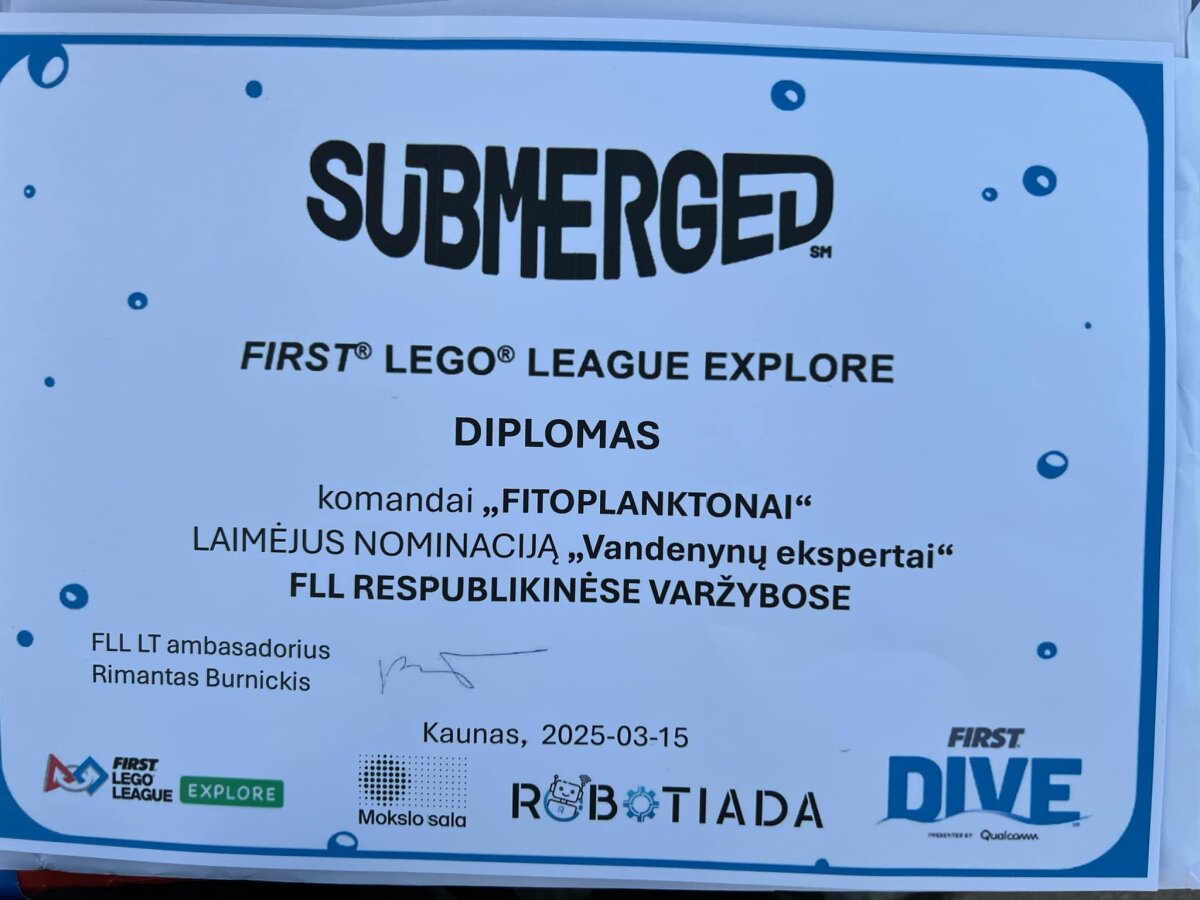 SUBMERGED SM
FIRST® LEGO® LEAGUE EXPLORE
DIPLOMAS
komandai „FITOPLANKTONAI“
LAIMĖJUS NOMINACIJĄ „Vandenynų ekspertai“
FLL RESPUBLIKINĖSE VARŽYBOSE
FLL LT ambasadorius
Rimantas Burnickis
Kaunas, 2025-03-15
FIRST
LEGO
LEAGUE
EXPLORE
Mokslo sala
ROBOTIADA
FIRST
DIVE
PRESENTED BY Qualcomm